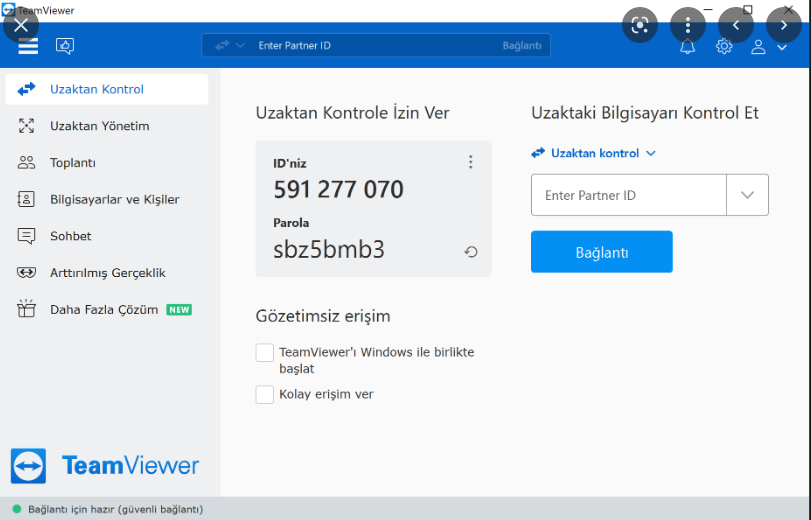 TeamViewer
Enter Partner ID
Bağlantı
Uzaktan Kontrol
Uzaktan Yönetim
Toplantı
Bilgisayarlar ve Kişiler
Sohbet
Arttırılmış Gerçeklik
Daha Fazla Çözüm NEW
Uzaktan Kontrole İzin Ver
ID'niz
591 277 070
Parola
sbz5bmb3
Gözetimsiz erişim
TeamViewer'ı Windows ile birlikte
başlat
Kolay erişim ver
Uzaktaki Bilgisayarı Kontrol Et
Uzaktan kontrol
Enter Partner ID
Bağlantı
TeamViewer
Bağlantı için hazır (güvenli bağlantı)